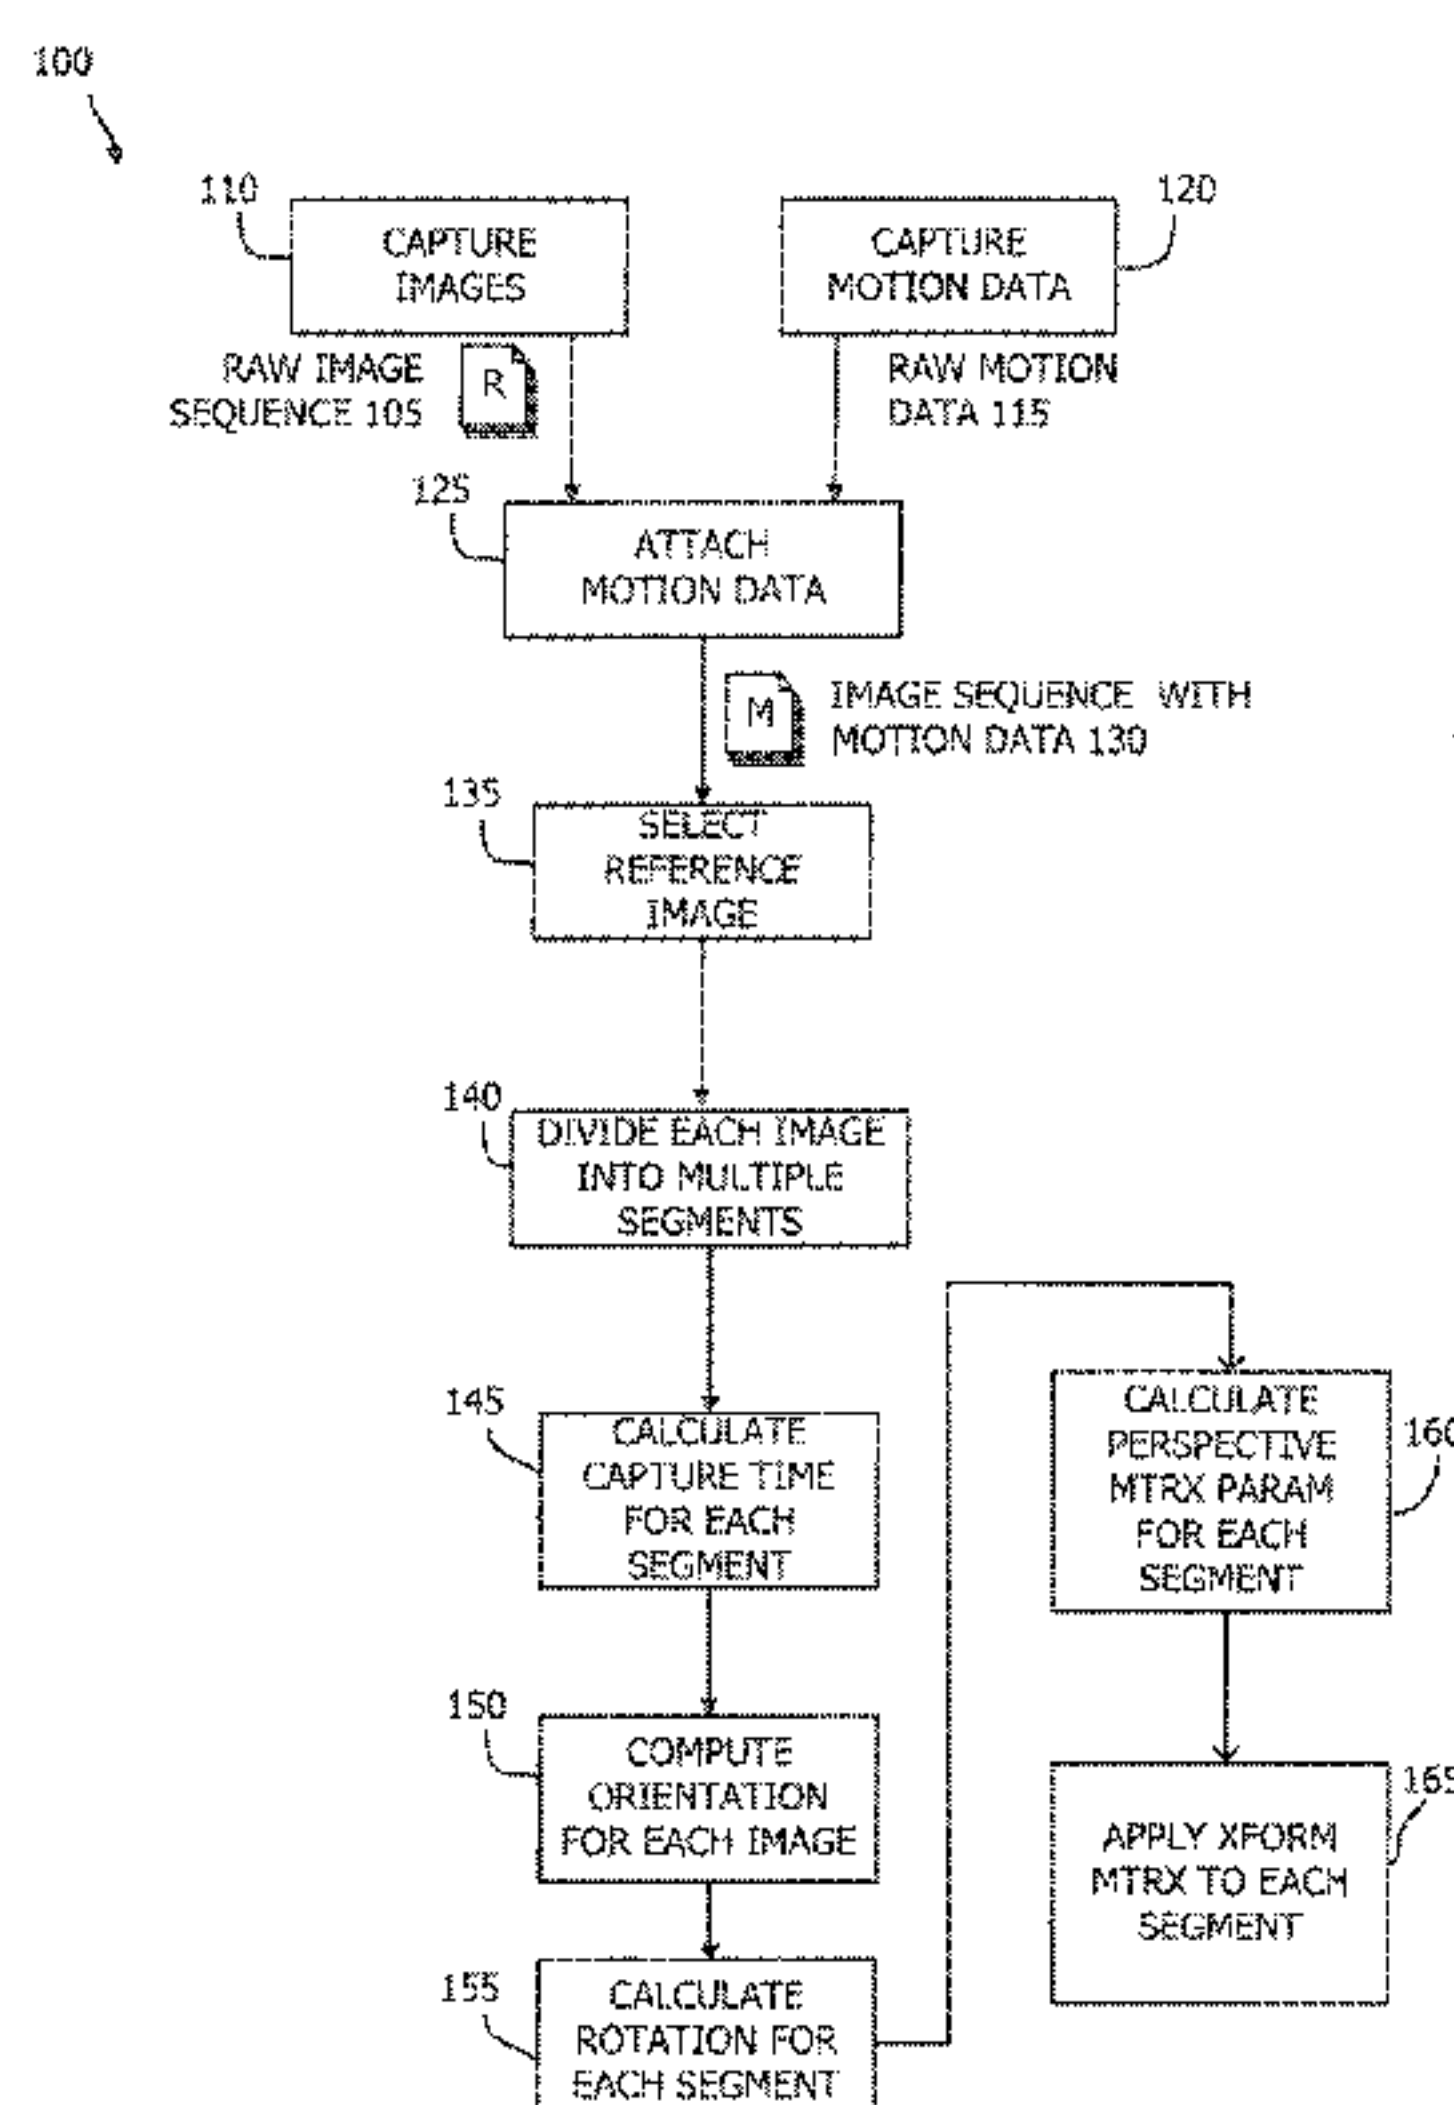 100
110
CAPTURE
IMAGES
120
CAPTURE
MOTION DATA
RAW IMAGE
SEQUENCE 105
R
RAW MOTION
DATA 115
125
ATTACH
MOTION DATA
M
IMAGE SEQUENCE WITH
MOTION DATA 130
135
SELECT
REFERENCE
IMAGE
140
DIVIDE EACH IMAGE
INTO MULTIPLE
SEGMENTS
145
CALCULATE
CAPTURE TIME
FOR EACH
SEGMENT
150
COMPUTE
ORIENTATION
FOR EACH IMAGE
155
CALCULATE
ROTATION FOR
EACH SEGMENT
160
CALCULATE
PERSPECTIVE
MTRX PARAM
FOR EACH
SEGMENT
165
APPLY XFORM
MTRX TO EACH
SEGMENT